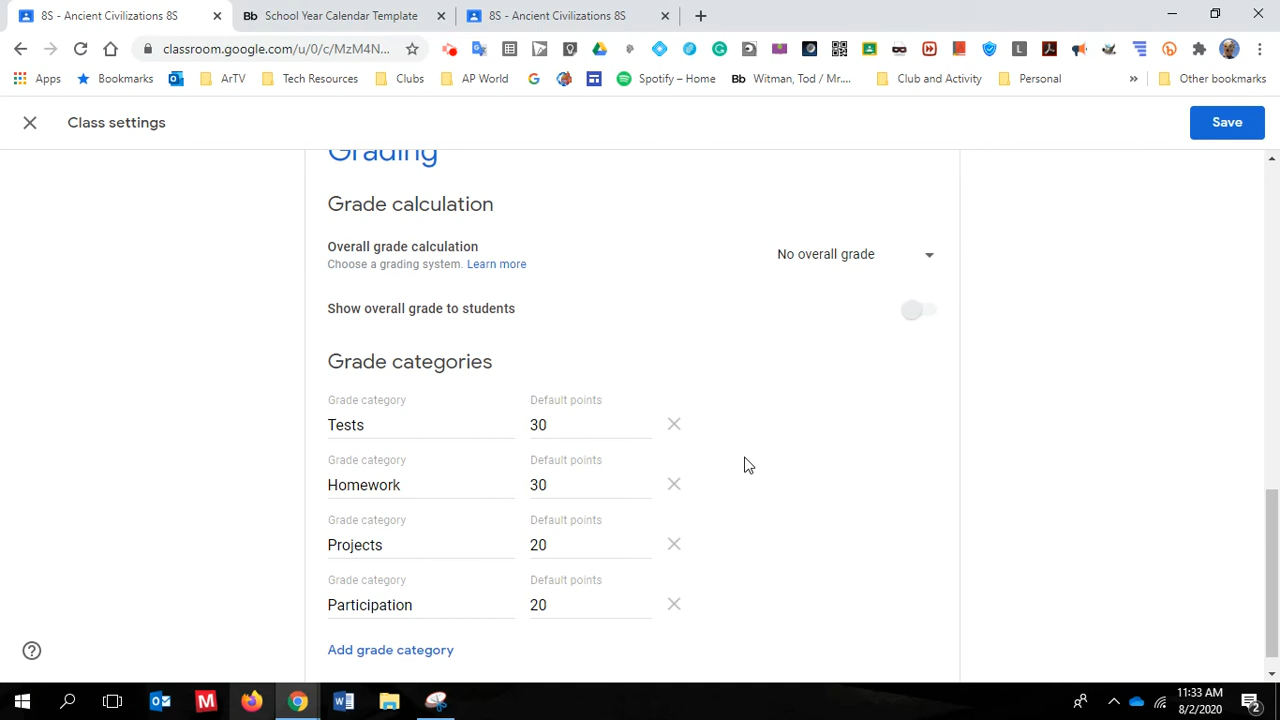 8S - Ancient Civilizations 8S
Bb School Year Calendar Template
8S - Ancient Civilizations 8S
classroom.google.com/u/0/c/MzM4N...
Apps
Bookmarks
ArTV
Tech Resources
Clubs
AP World
Spotify – Home
Bb Witman, Tod / Mr....
Club and Activity
Personal
»
Other bookmarks
Class settings
Save
Grading
Grade calculation
Overall grade calculation
No overall grade
Choose a grading system. Learn more
Show overall grade to students
Grade categories
Grade category Default points
Tests 30
Grade category Default points
Homework 30
Grade category Default points
Projects 20
Grade category Default points
Participation 20
Add grade category
11:33 AM
8/2/2020
2